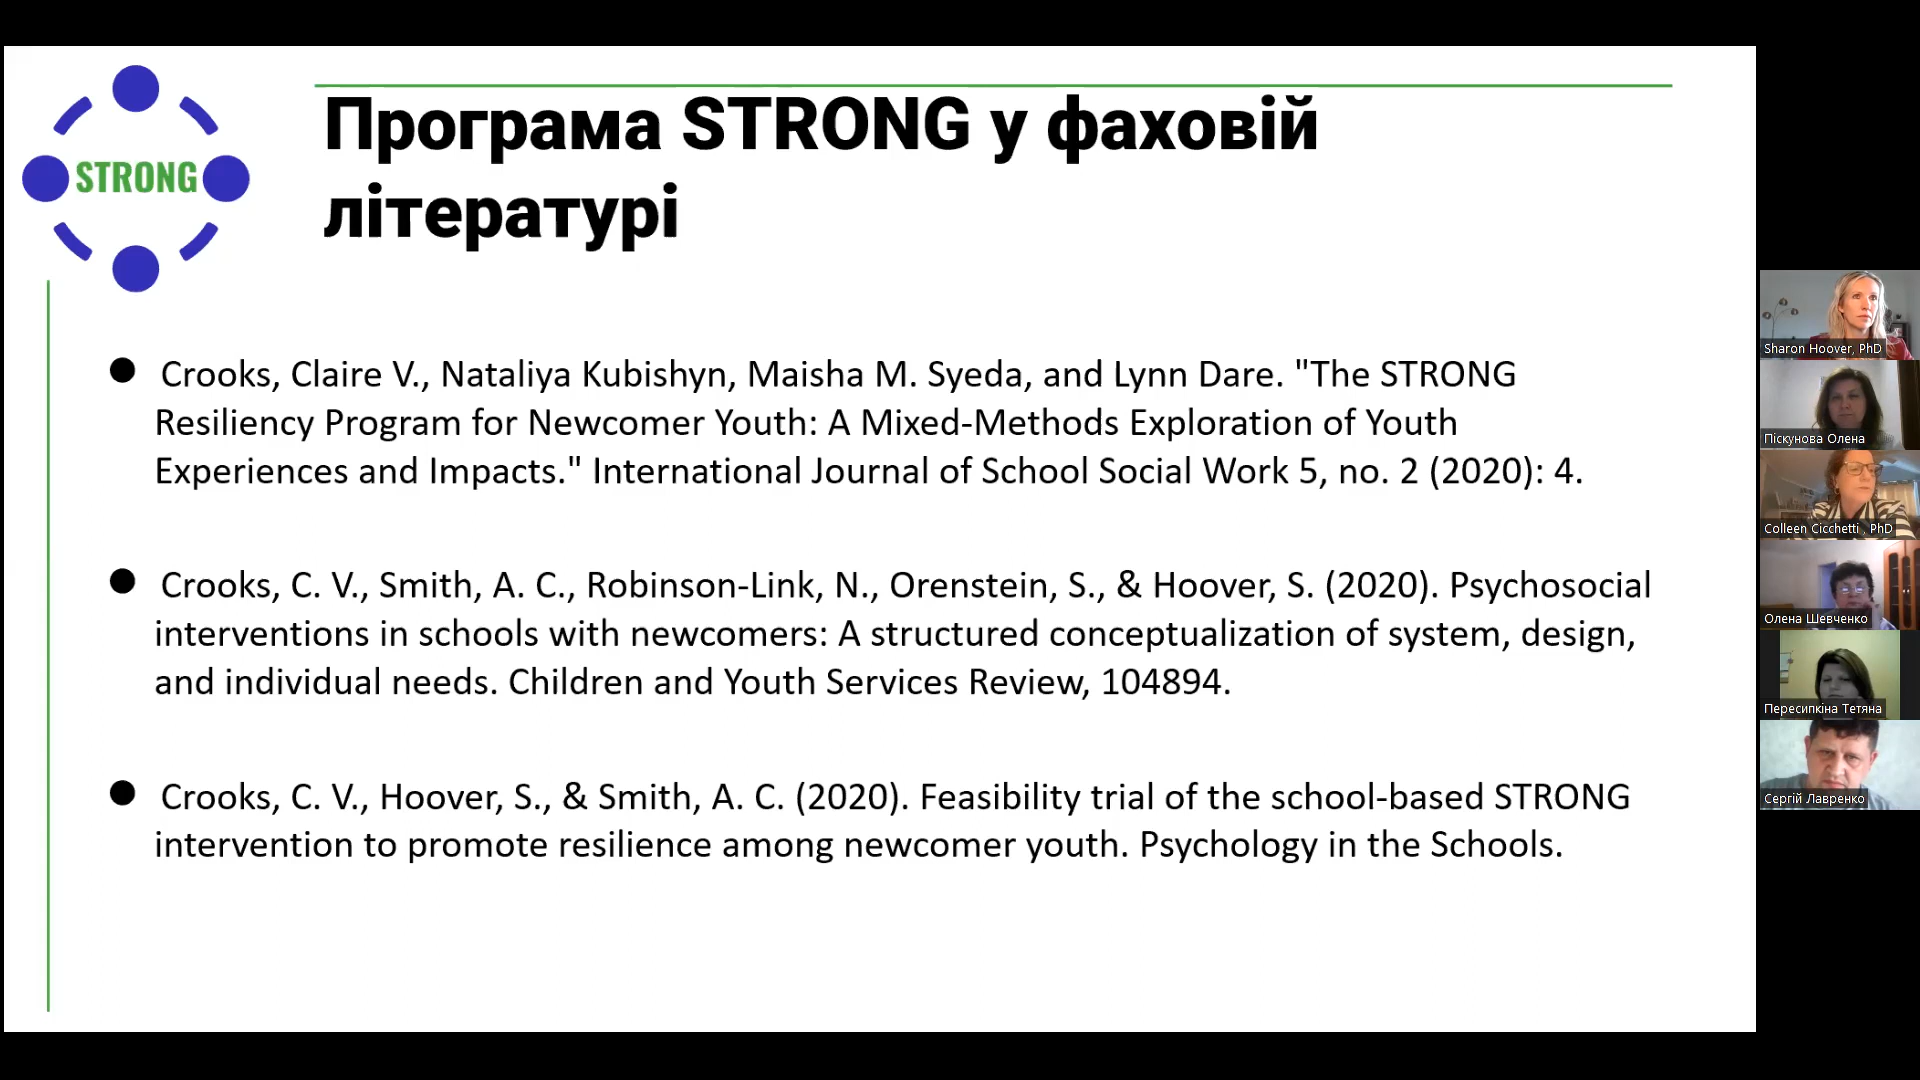 STRONG
Програма STRONG у фаховій
літературі
● Crooks, Claire V., Nataliya Kubishyn, Maisha M. Syeda, and Lynn Dare. "The STRONG
Resiliency Program for Newcomer Youth: A Mixed-Methods Exploration of Youth
Experiences and Impacts." International Journal of School Social Work 5, no. 2 (2020): 4.
● Crooks, C. V., Smith, A. C., Robinson-Link, N., Orenstein, S., & Hoover, S. (2020). Psychosocial
interventions in schools with newcomers: A structured conceptualization of system, design,
and individual needs. Children and Youth Services Review, 104894.
● Crooks, C. V., Hoover, S., & Smith, A. C. (2020). Feasibility trial of the school-based STRONG
intervention to promote resilience among newcomer youth. Psychology in the Schools.
Sharon Hoover, PhD
Піскунова Олена
Colleen Cicchetti , PhD
Олена Шевченко
Пересипкіна Тетяна
Сергій Лавренко